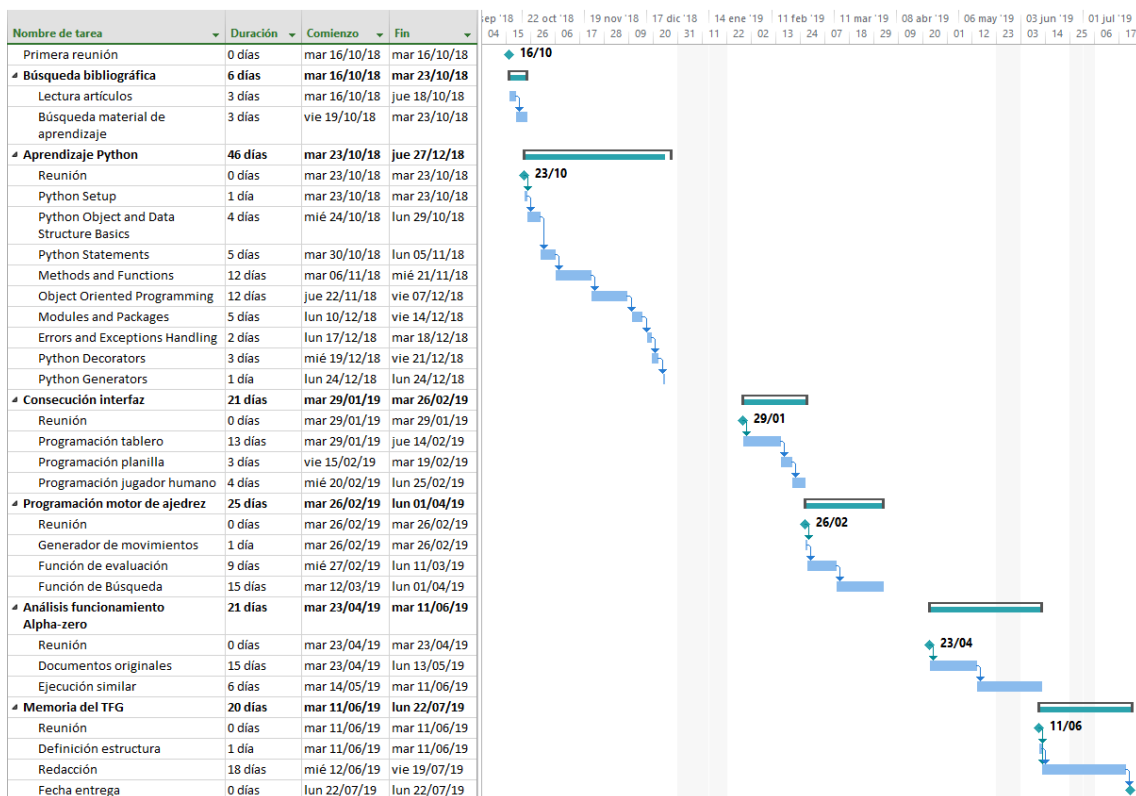 Nombre de tarea Duración Comienzo Fin
sep '18 22 oct '18 19 nov '18 17 dic '18 14 ene '19 11 feb '19 11 mar '19 08 abr '19 06 may '19 03 jun '19 01 jul '19
04 15 26 06 17 28 09 20 31 11 22 02 13 24 07 18 29 09 20 01 12 23 03 14 25 06 17
Primera reunión 0 días mar 16/10/18 mar 16/10/18 16/10
Búsqueda bibliográfica 6 días mar 16/10/18 mar 23/10/18
Lectura artículos 3 días mar 16/10/18 jue 18/10/18
Búsqueda material de 3 días vie 19/10/18 mar 23/10/18
aprendizaje
Aprendizaje Python 46 días mar 23/10/18 jue 27/12/18
Reunión 0 días mar 23/10/18 mar 23/10/18 23/10
Python Setup 1 día mar 23/10/18 mar 23/10/18
Python Object and Data 4 días mié 24/10/18 lun 29/10/18
Structure Basics
Python Statements 5 días mar 30/10/18 lun 05/11/18
Methods and Functions 12 días mar 06/11/18 mié 21/11/18
Object Oriented Programming 12 días jue 22/11/18 vie 07/12/18
Modules and Packages 5 días lun 10/12/18 vie 14/12/18
Errors and Exceptions Handling 2 días lun 17/12/18 mar 18/12/18
Python Decorators 3 días mié 19/12/18 vie 21/12/18
Python Generators 1 día lun 24/12/18 lun 24/12/18
Consecución interfaz 21 días mar 29/01/19 mar 26/02/19
Reunión 0 días mar 29/01/19 mar 29/01/19 29/01
Programación tablero 13 días mar 29/01/19 jue 14/02/19
Programación planilla 3 días vie 15/02/19 mar 19/02/19
Programación jugador humano 4 días mié 20/02/19 lun 25/02/19
Programación motor de ajedrez 25 días mar 26/02/19 lun 01/04/19
Reunión 0 días mar 26/02/19 mar 26/02/19 26/02
Generador de movimientos 1 día mar 26/02/19 mar 26/02/19
Función de evaluación 9 días mié 27/02/19 lun 11/03/19
Función de Búsqueda 15 días mar 12/03/19 lun 01/04/19
Análisis funcionamiento 21 días mar 23/04/19 mar 11/06/19
Alpha-zero
Reunión 0 días mar 23/04/19 mar 23/04/19 23/04
Documentos originales 15 días mar 23/04/19 lun 13/05/19
Ejecución similar 6 días mar 14/05/19 mar 11/06/19
Memoria del TFG 20 días mar 11/06/19 lun 22/07/19
Reunión 0 días mar 11/06/19 mar 11/06/19 11/06
Definición estructura 1 día mar 11/06/19 mar 11/06/19
Redacción 18 días mié 12/06/19 vie 19/07/19
Fecha entrega 0 días lun 22/07/19 lun 22/07/19